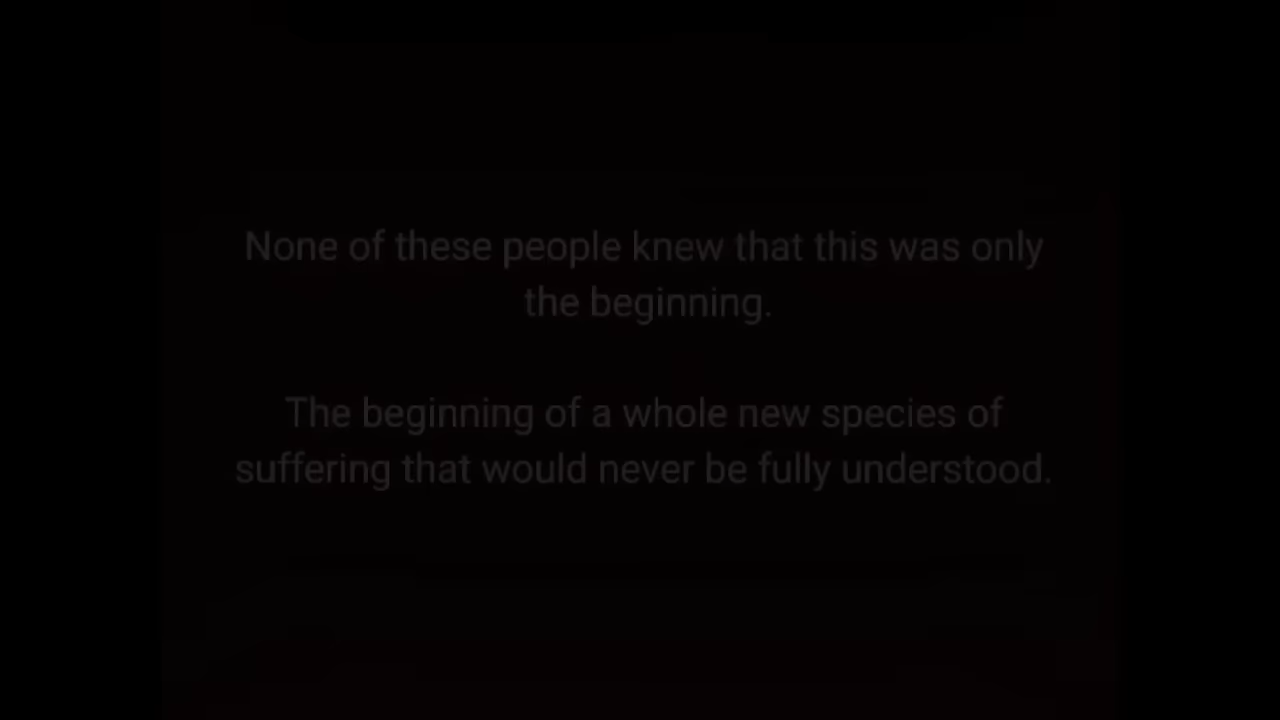 None of these people knew that this was only
the beginning.
The beginning of a whole new species of
suffering that would never be fully understood.